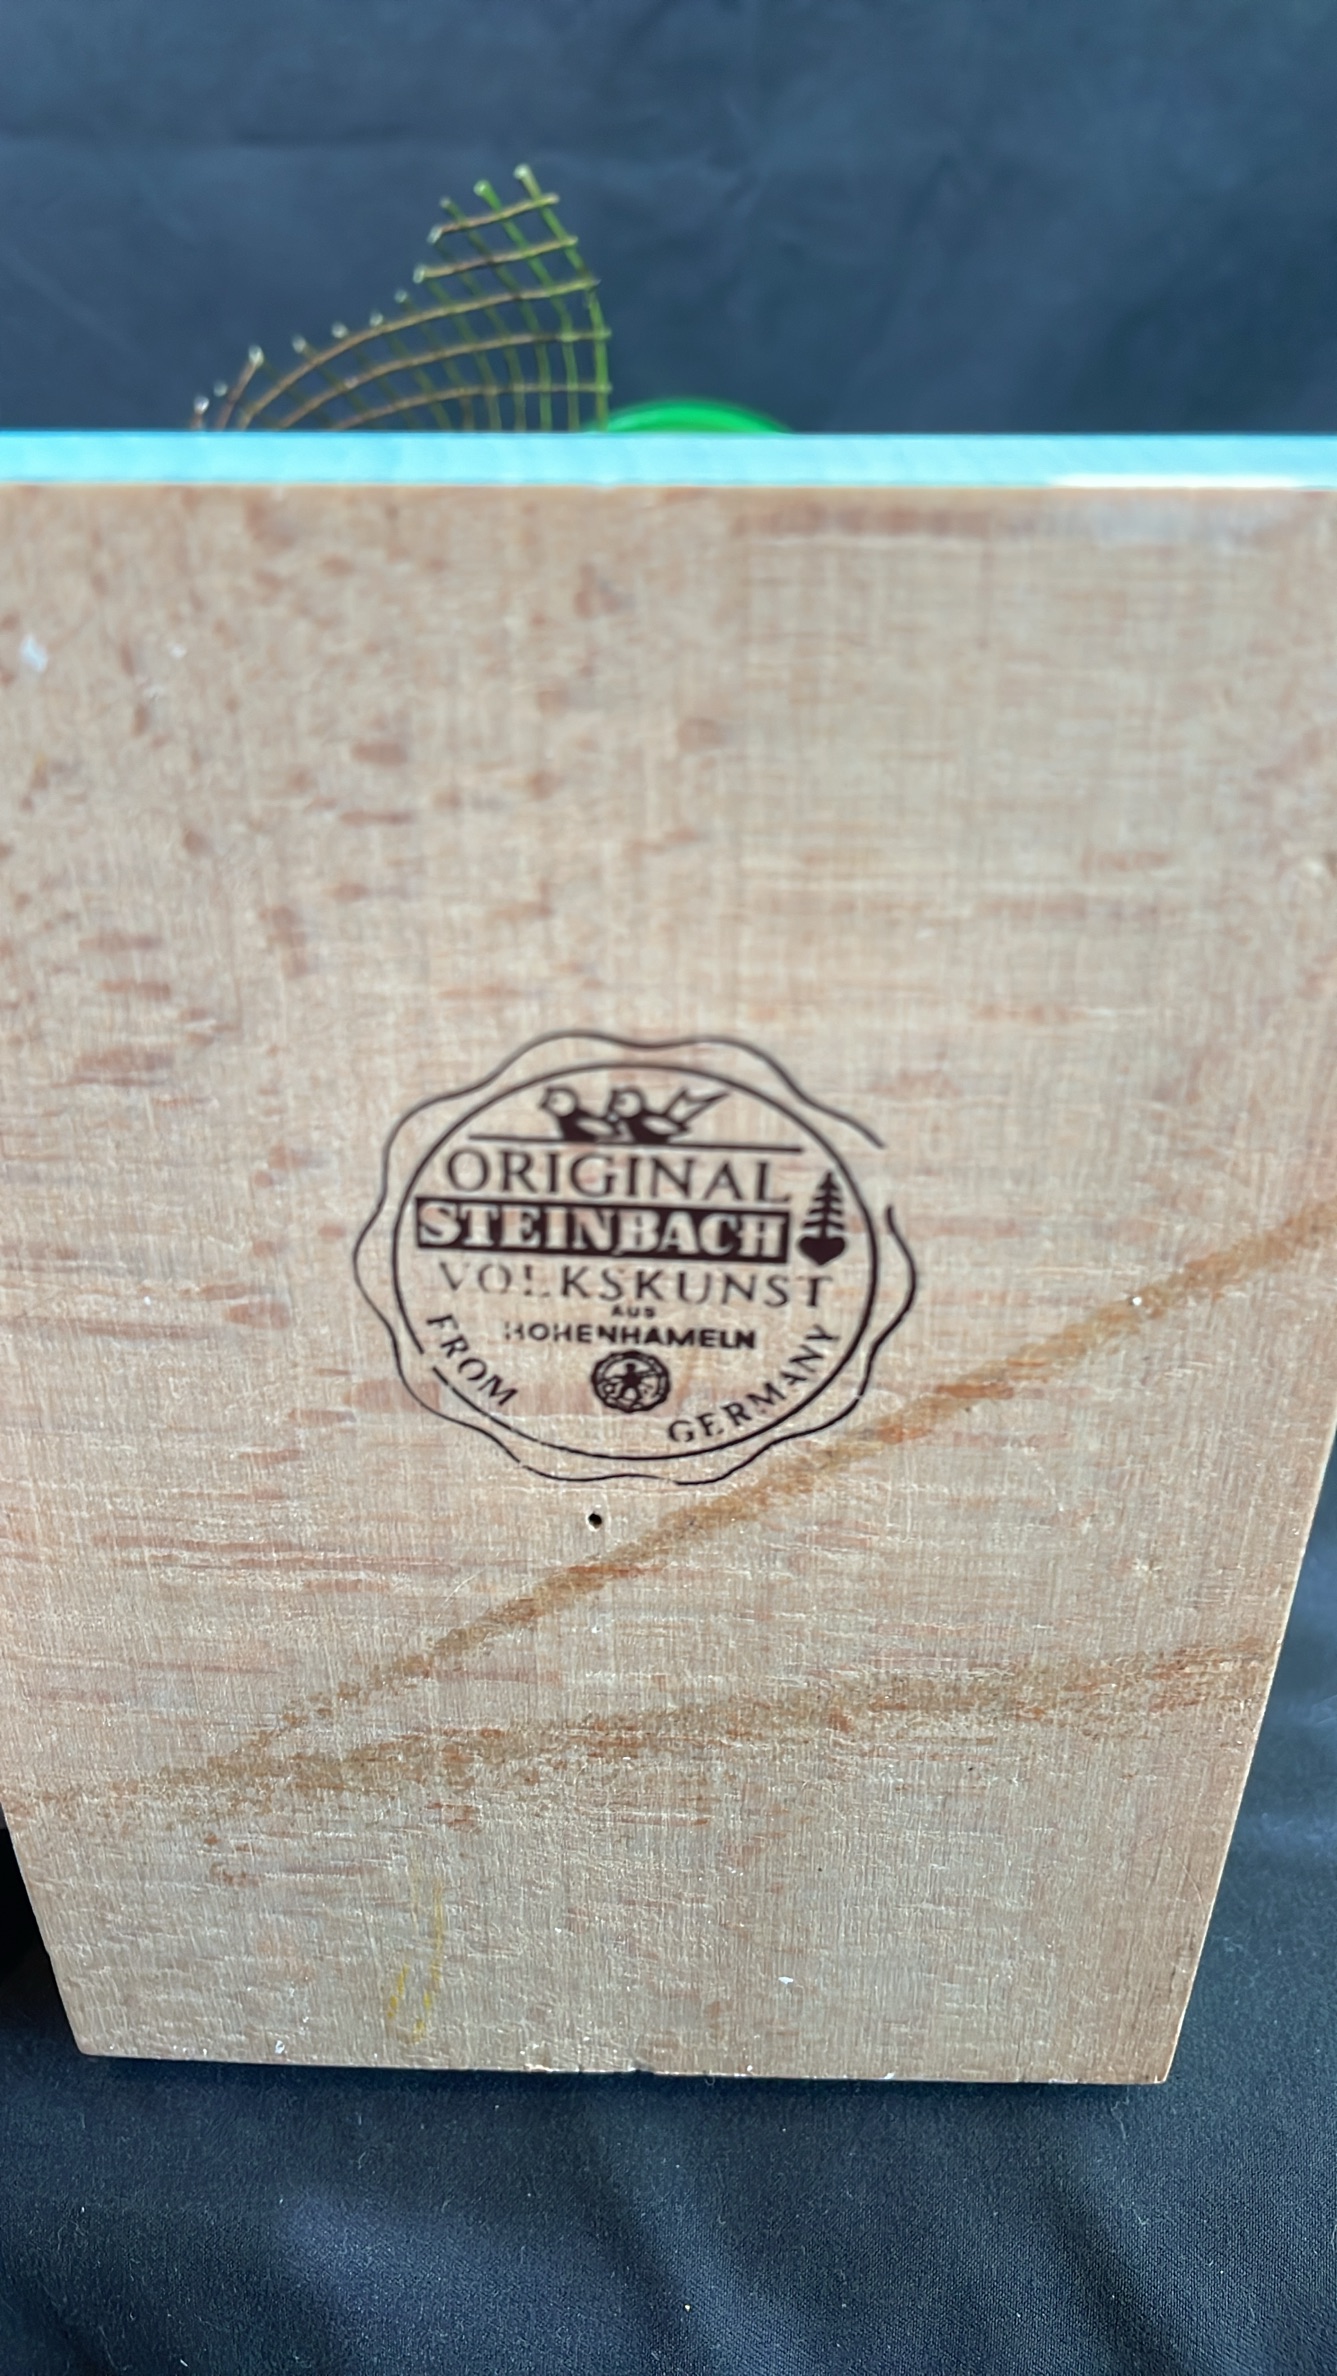 ORIGINAL
STEINBACH
VOLKSKUNST
AUS
HOHENHAMELN
FROM GERMANY